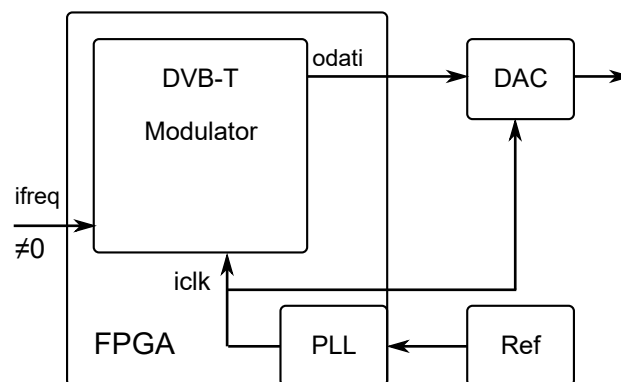 odati
DVB-T
DAC
Modulator
ifreq
≠0
iclk
FPGA
PLL
Ref